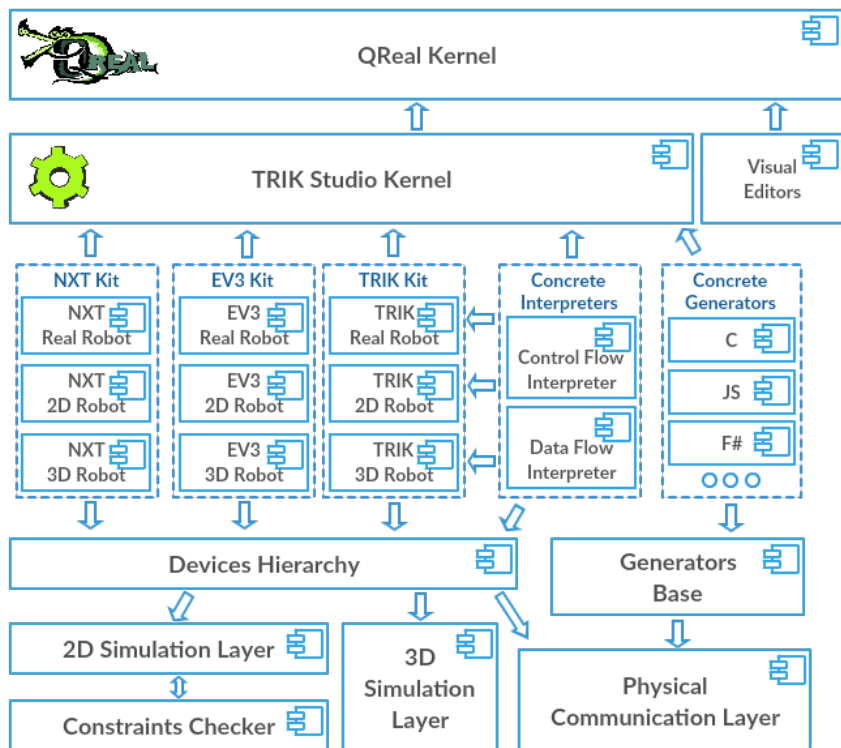 QREAL
QReal Kernel
TRIK Studio Kernel
Visual
Editors
NXT Kit
NXT
Real Robot
NXT
2D Robot
NXT
3D Robot
EV3 Kit
EV3
Real Robot
EV3
2D Robot
EV3
3D Robot
TRIK Kit
TRIK
Real Robot
TRIK
2D Robot
TRIK
3D Robot
Concrete
Interpreters
Control Flow
Interpreter
Data Flow
Interpreter
Concrete
Generators
C
JS
F#
Devices Hierarchy
Generators
Base
2D Simulation Layer
3D
Simulation
Layer
Physical
Communication Layer
Constraints Checker